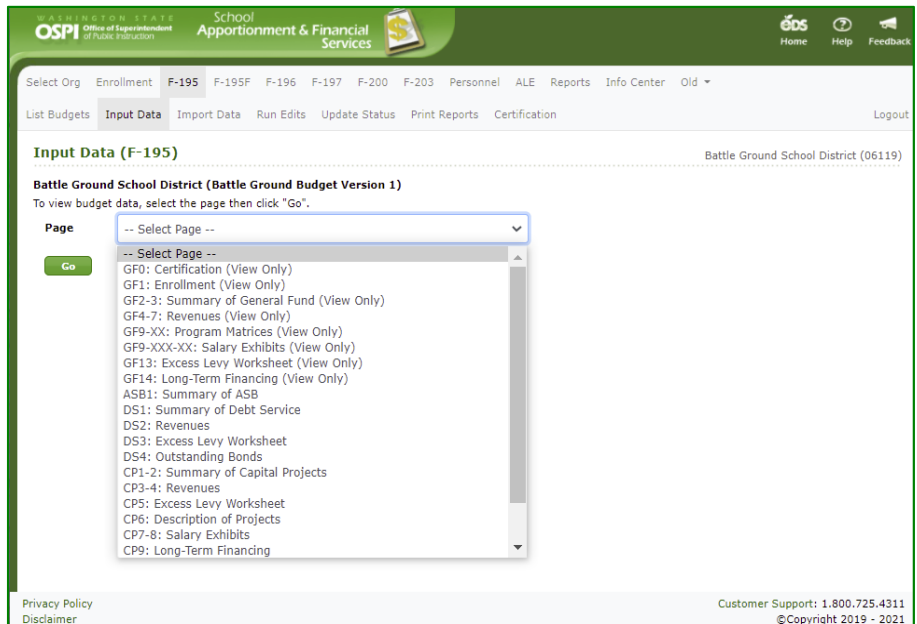 WASHINGTON STATE
OSPI Office of Superintendent of Public Instruction
School
Apportionment & Financial
Services
EDS
Home
Help
Feedback
Select Org Enrollment F-195 F-195F F-196 F-197 F-200 F-203 Personnel ALE Reports Info Center Old
List Budgets Input Data Import Data Run Edits Update Status Print Reports Certification Logout
Input Data (F-195) Battle Ground School District (06119)
Battle Ground School District (Battle Ground Budget Version 1)
To view budget data, select the page then click "Go".
Page -- Select Page --
Go
-- Select Page --
GF0: Certification (View Only)
GF1: Enrollment (View Only)
GF2-3: Summary of General Fund (View Only)
GF4-7: Revenues (View Only)
GF9-XX: Program Matrices (View Only)
GF9-XXX-XX: Salary Exhibits (View Only)
GF13: Excess Levy Worksheet (View Only)
GF14: Long-Term Financing (View Only)
ASB1: Summary of ASB
DS1: Summary of Debt Service
DS2: Revenues
DS3: Excess Levy Worksheet
DS4: Outstanding Bonds
CP1-2: Summary of Capital Projects
CP3-4: Revenues
CP5: Excess Levy Worksheet
CP6: Description of Projects
CP7-8: Salary Exhibits
CP9: Long-Term Financing
Privacy Policy Customer Support: 1.800.725.4311
Disclaimer ©Copyright 2019 - 2021